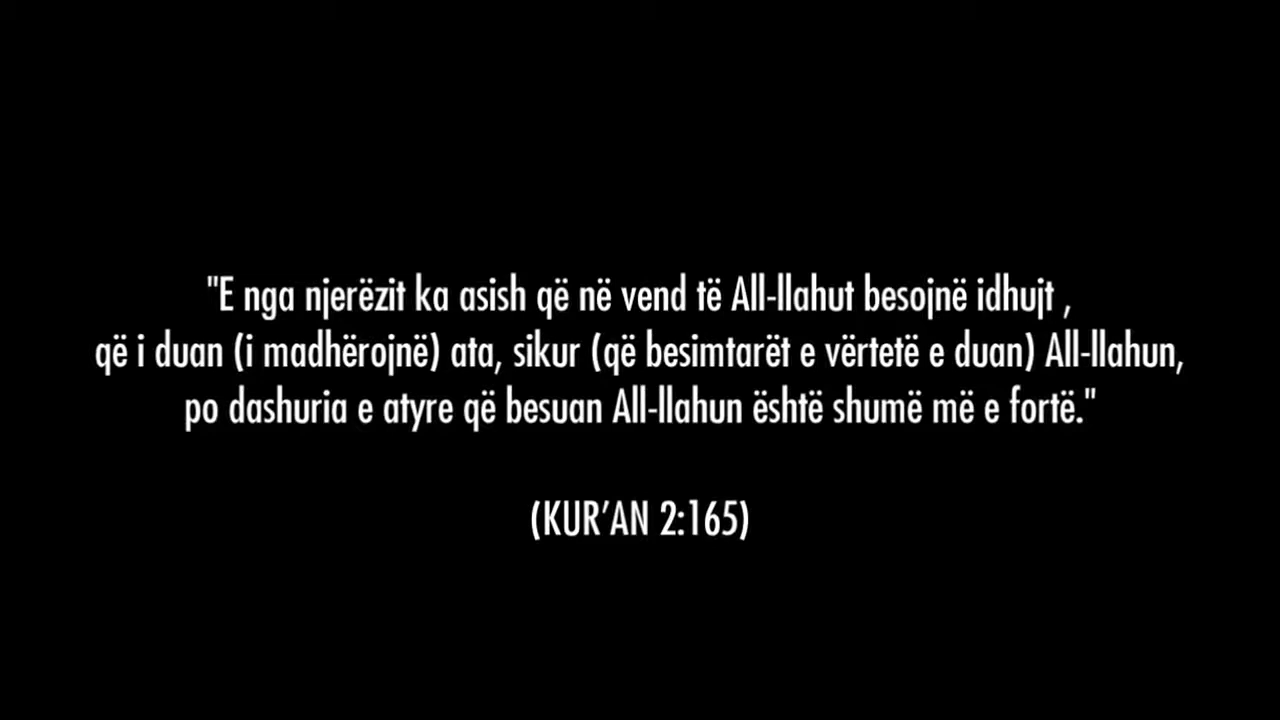 "E nga njerëzit ka asish që në vend të All-llahut besojnë idhujt ,
që i duan (i madhërojnë) ata, sikur (që besimtarët e vërtetë e duan) All-llahun,
po dashuria e atyre që besuan All-llahun është shumë më e fortë."
(KUR’AN 2:165)